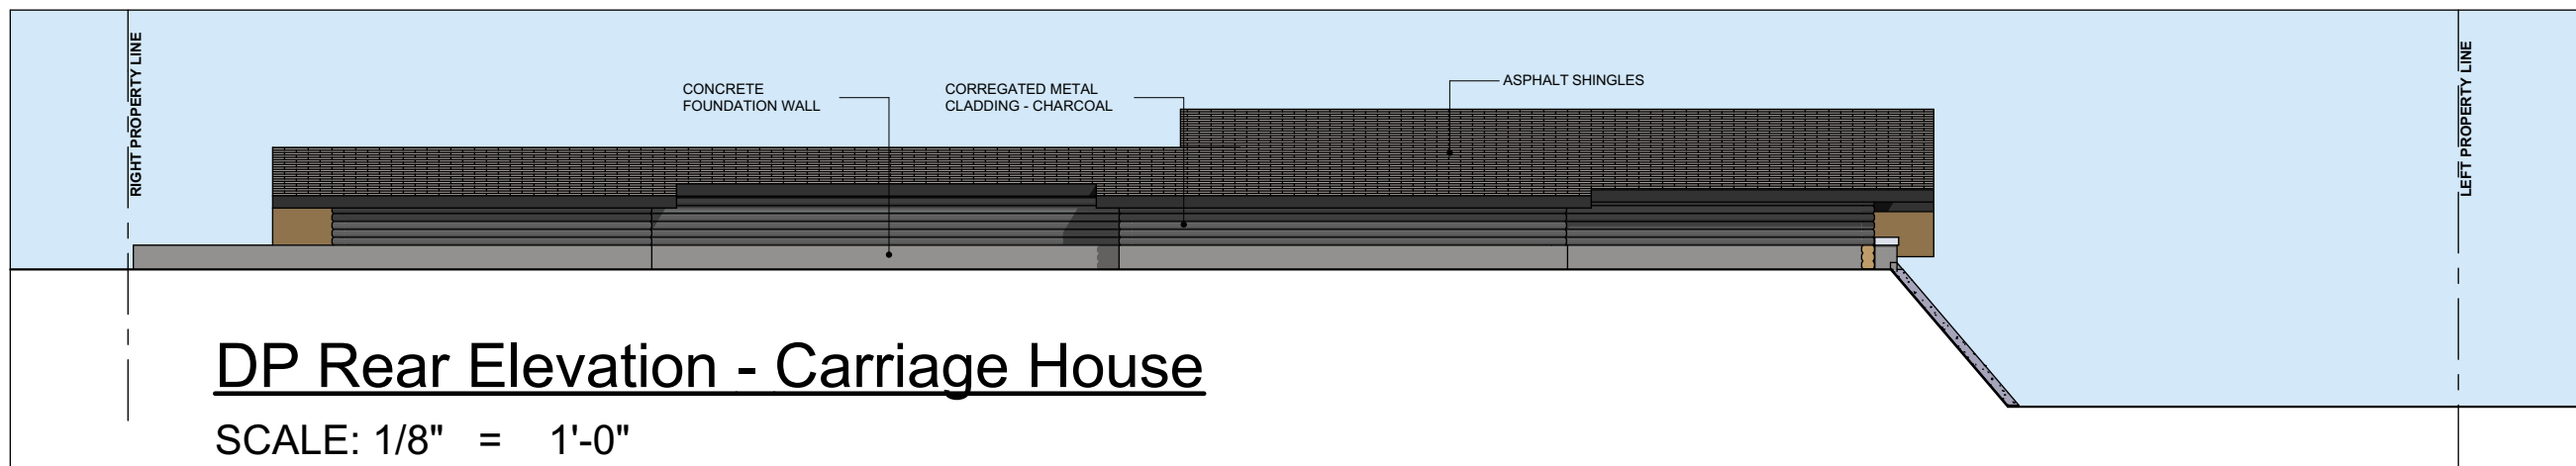 RIGHT PROPERTY LINE
CONCRETE
FOUNDATION WALL
CORREGATED METAL
CLADDING - CHARCOAL
ASPHALT SHINGLES
LEFT PROPERTY LINE
DP Rear Elevation - Carriage House
SCALE: 1/8" = 1'-0"